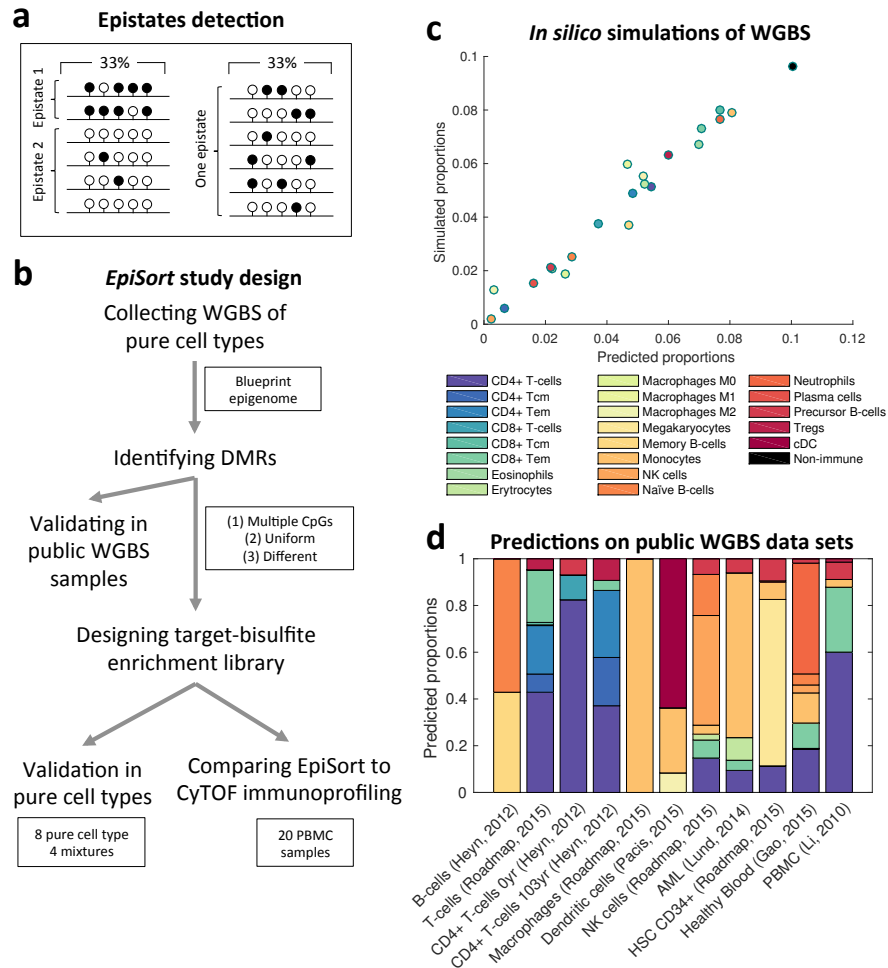 a
Epistates detection
33%
33%
Epistate 1
Epistate 2
One epistate
b
EpiSort study design
Collecting WGBS of
pure cell types
Blueprint
epigenome
Identifying DMRs
Validating in
public WGBS
samples
(1) Multiple CpGs
(2) Uniform
(3) Different
Designing target-bisulfite
enrichment library
Validation in
pure cell types
8 pure cell type
4 mixtures
Comparing EpiSort to
CyTOF immunoprofiling
20 PBMC
samples
c
In silico simulations of WGBS
Simulated proportions
0.1
0.08
0.06
0.04
0.02
0
0
0.02
0.04
0.06
0.08
0.1
0.12
Predicted proportions
CD4+ T-cells
CD4+ Tcm
CD4+ Tem
CD8+ T-cells
CD8+ Tcm
CD8+ Tem
Eosinphils
Erytrocytes
Macrophages M0
Macrophages M1
Macrophages M2
Megakaryocytes
Memory B-cells
Monocytes
NK cells
Naïve B-cells
Neutrophils
Plasma cells
Precursor B-cells
Tregs
cDC
Non-immune
d
Predictions on public WGBS data sets
Predicted proportions
1
0.8
0.6
0.4
0.2
0
B-cells (Heyn, 2012)
T-cells (Roadmap, 2015)
CD4+ T-cells 0yr (Heyn, 2012)
CD4+ T-cells 103yr (Heyn, 2012)
Macrophages (Roadmap, 2015)
Dendritic cells (Pacis, 2015)
NK cells (Roadmap, 2015)
AML (Lund, 2014)
HSC CD34+ (Roadmap, 2015)
Healthy Blood (Gao, 2015)
PBMC (Li, 2010)